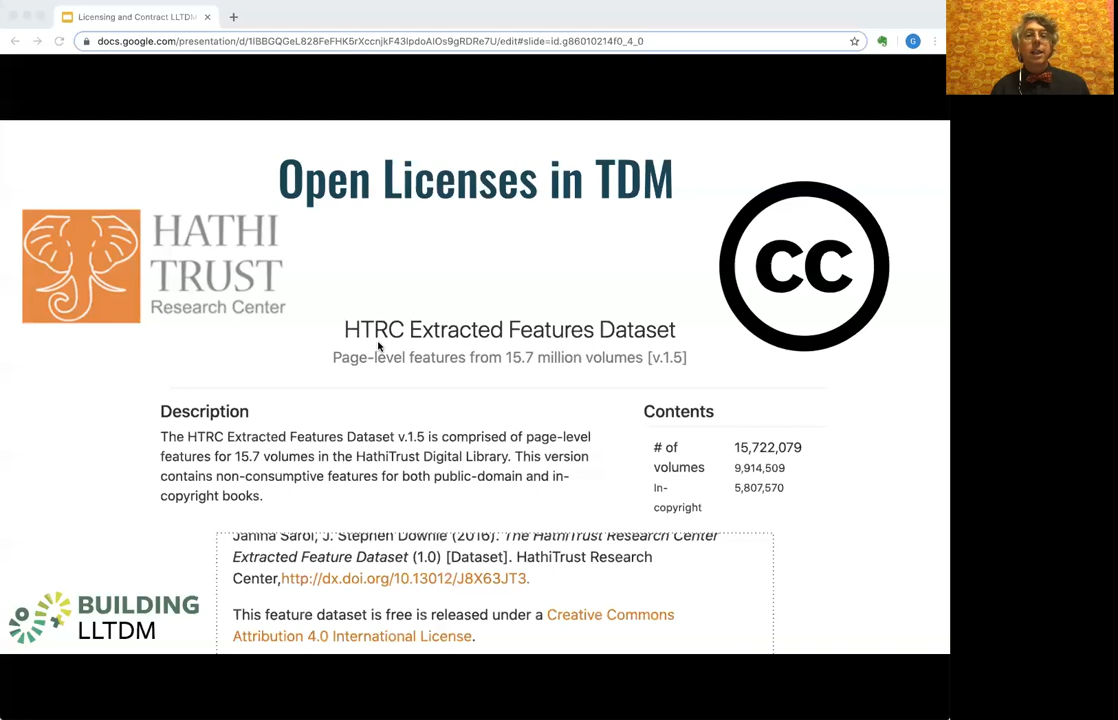 Licensing and Contract LLTDM
docs.google.com/presentation/d/1IBBGQGeL828FeFHK5rXccnjkF43IpdoAIOs9gRDRe7U/edit#slide=id.g86010214f0_4_0
G
Open Licenses in TDM
HATHI
TRUST
Research Center
CC
HTRC Extracted Features Dataset
Page-level features from 15.7 million volumes [v.1.5]
Description
The HTRC Extracted Features Dataset v.1.5 is comprised of page-level
features for 15.7 volumes in the HathiTrust Digital Library. This version
contains non-consumptive features for both public-domain and in-
copyright books.
Contents
# of 15,722,079
volumes 9,914,509
In- 5,807,570
copyright
Janina Sarol, J. Stephen Downie (2016). The HathiTrust Research Center
Extracted Feature Dataset (1.0) [Dataset]. HathiTrust Research
Center,http://dx.doi.org/10.13012/J8X63JT3.
This feature dataset is free is released under a Creative Commons
Attribution 4.0 International License.
BUILDING
LLTDM